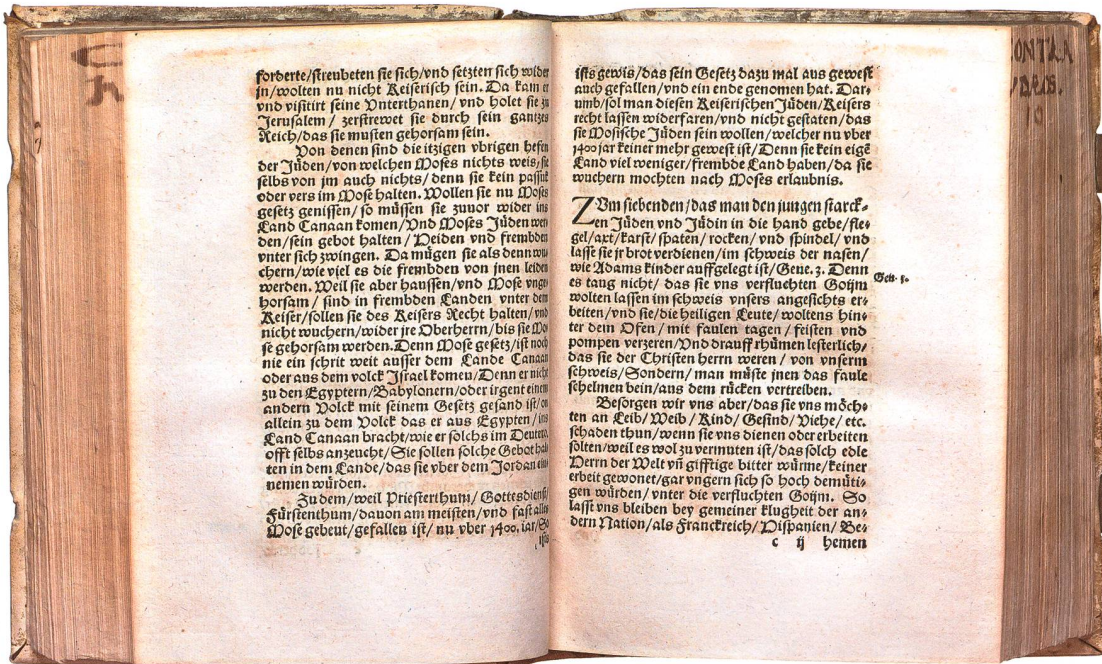 forderte/streubeten sie sich/vnd setzten sich wider
in/wolten nu nicht Keiserisch sein. Da kam er
vnd visitirt seine Vnterthanen/ vnd holet sie zu
Jerusalem/ zerstrewet sie durch sein gantzes
Reich/das sie musten gehorsam sein.
Von denen sind die itzigen vbrigen hefen
der Jüden/von welchen Moses nichts weis/sie
selbs von jm auch nichts/denn sie kein passuk
oder vers im Mose halten. Wollen sie nu Moses
gesetz genissen/ so müssen sie zuuor wider ins
Land Canaan komen/Vnd Moses Jüden wer
den/sein gebot halten/Heiden vnd frembden
vnter sich zwingen. Da mügen sie als denn wu-
chern/wie viel es die frembden von jnen leiden
werden. Weil sie aber haussen/vnd Mose vnge-
horsam/ sind in frembden Landen vnter dem
Keiser/sollen sie des Keisers Recht halten/vnd
nicht wuchern/wider jre Oberherrn/bis sie Mo
se gehorsam werden. Denn Mose gesetz/ist noch
nie ein schrit weit ausser dem Lande Canaan
oder aus dem volck Jsrael komen/Denn er nicht
zu den Egyptern/Babylonern/oder irgent einem
andern Volck mit seinem Gesetz gesand ist/on
allein zu dem Volck das er aus Egypten/ ins
Land Canaan bracht/wie er solchs im Deutero.
offt selbs anzeucht/Sie sollen solche Gebot hal
ten in dem Lande/das sie vber dem Jordan ein-
nemen würden.
Zu dem/ weil Priesterthum/ Gottesdienst/
Fürstenthum/dauon am meisten/vnd fast alles
Mose gebeut/gefallen ist/ nu vber 1400. iar/So
ists
ists gewis/das sein Gesetz dazu mal aus gewest
auch gefallen/vnd ein ende genomen hat. Dar-
umb/sol man diesen Keiserischen Jüden/Keisers
recht lassen widerfaren/vnd nicht gestaten/das
sie Mosische Jüden sein wollen/welcher nu vber
1400 jar keiner mehr gewest ist/Denn sie kein eigē
Land viel weniger/frembde Land haben/da sie
wuchern mochten nach Moses erlaubnis.
ZVm siebenden/das man den jungen starck-
en Jüden vnd Jüdin in die hand gebe/fle-
gel/axt/karst/spaten/rocken/vnd spindel/vnd
lasse sie jr brot verdienen/im schweis der nasen/
wie Adams kinder auffgelegt ist/Gene. 3. Denn
Gen. 3.
es taug nicht/das sie vns verfluchten Goijm
wolten lassen im schweis vnsers angesichts er-
beiten/vnd sie/die heiligen Leute/woltens hin-
ter dem Ofen/ mit faulen tagen/ feisten vnd
pompen verzeren/Vnd drauff rhümen lesterlich/
das sie der Christen herrn weren/ von vnserm
schweis/Sondern/ man müste jnen das faule
schelmen bein/aus dem rücken vertreiben.
Besorgen wir vns aber/das sie vns möch-
ten an Leib/ Weib/ Kind/ Gesind/ Viehe/ etc.
schaden thun/wenn sie vns dienen oder erbeiten
solten/weil es wol zu vermuten ist/das solch edle
Herrn der Welt vñ gifftige bitter würme/keiner
erbeit gewonet/gar vngern sich so hoch demüti-
gen würden/ vnter die verfluchten Goijm. So
lasst vns bleiben bey gemeiner klugheit der an-
dern Nation/als Franckreich/ Hispanien/ Be-
c ij hemen